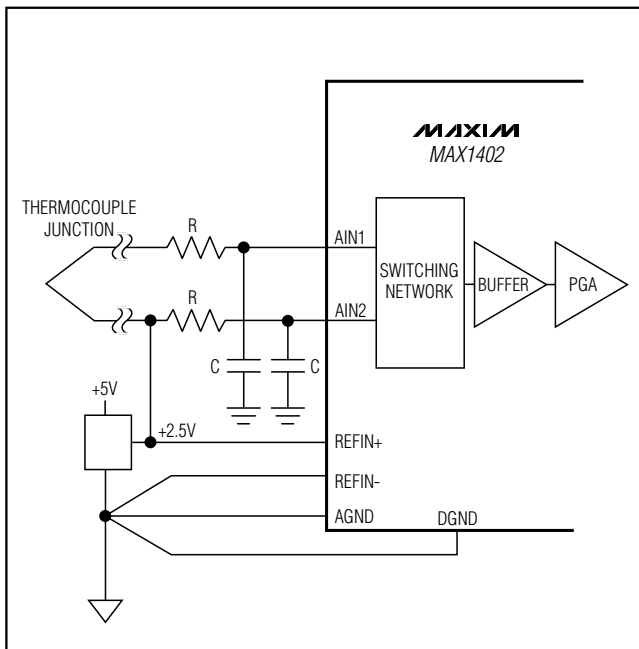 MAXIM
MAX1402
THERMOCOUPLE
JUNCTION
R
AIN1
SWITCHING
NETWORK
BUFFER
PGA
R
AIN2
C
C
+5V
+2.5V
REFIN+
REFIN-
AGND
DGND